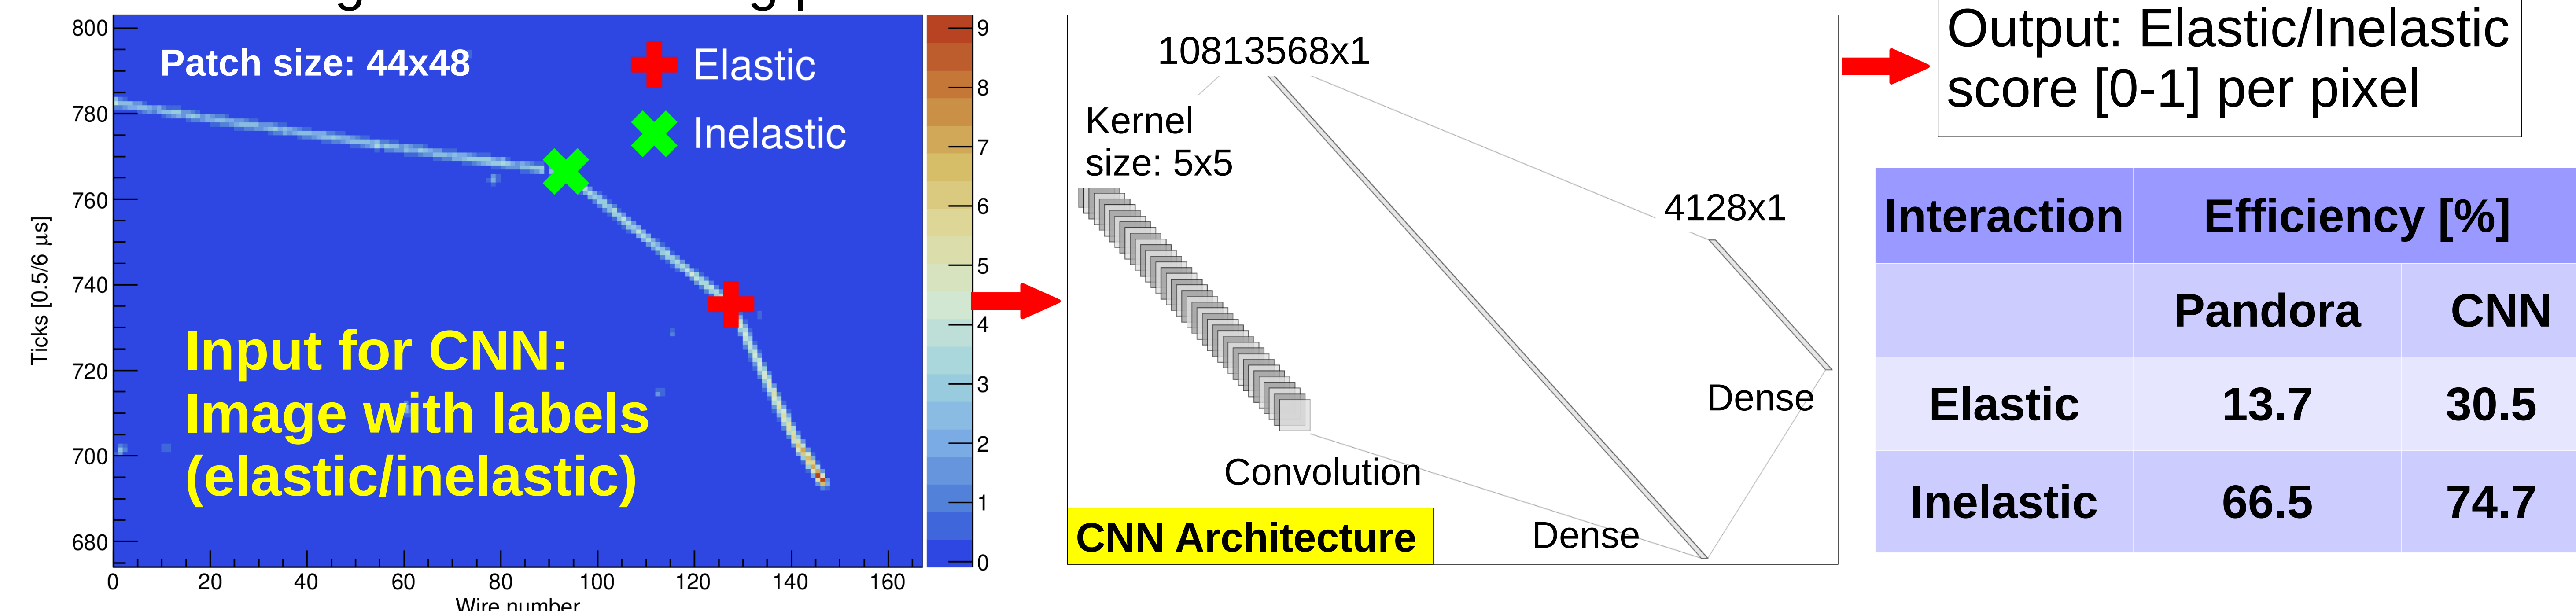 Patch size: 44x48
Elastic
Inelastic
Input for CNN:
Image with labels
(elastic/inelastic)
Ticks [0.5/6 μs]
800
780
760
740
720
700
680
0
20
40
60
80
100
120
140
160
Wire number
9
8
7
6
5
4
3
2
1
0
10813568x1
Kernel
size: 5x5
4128x1
Dense
Convolution
Dense
CNN Architecture
Output: Elastic/Inelastic
score [0-1] per pixel
Interaction Efficiency [%]
Pandora CNN
Elastic 13.7 30.5
Inelastic 66.5 74.7